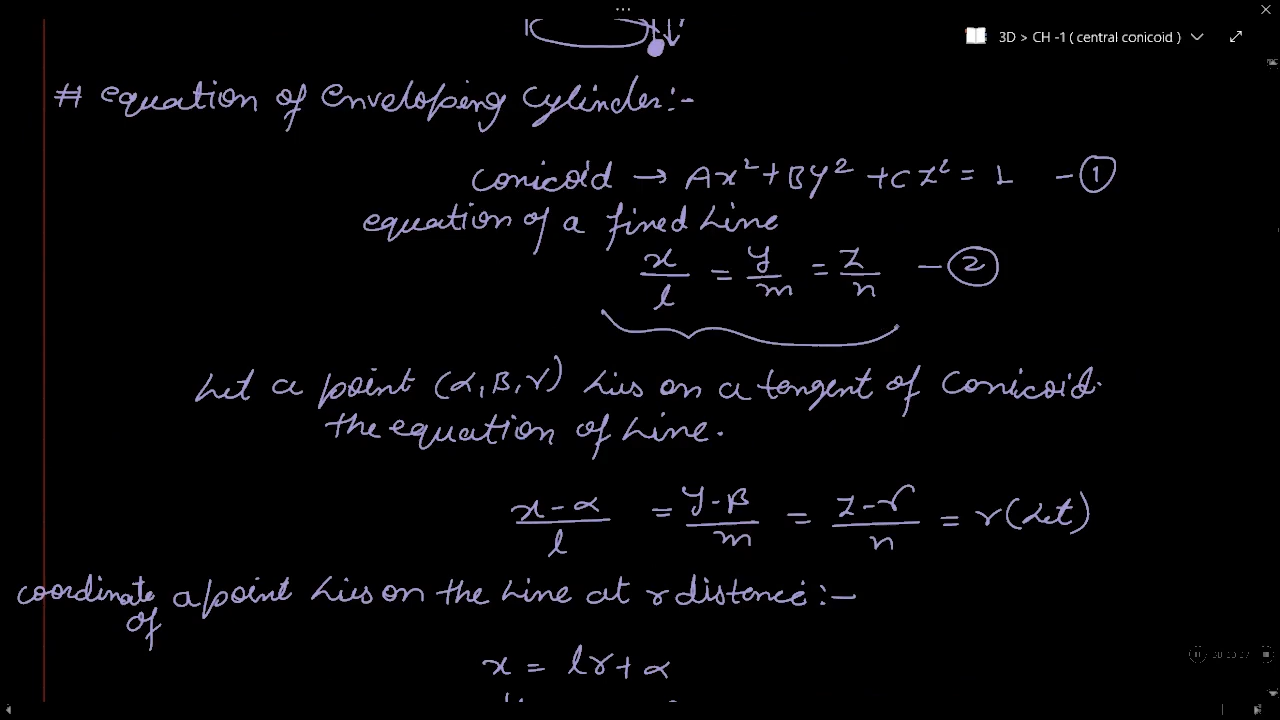 3D > CH -1 ( central conicoid )
# equation of enveloping cylinder:-
conicoid → Ax² + By² + Cz² = 1 - ①
equation of a fined Line
x/l = y/m = z/n - ②
Let a point (α, β, γ) Lies on a tangent of conicoid.
the equation of Line.
x-α/l = y-β/m = z-γ/n = r (Let)
coordinate of a point Lies on the Line at r distence:-
x = lr + α